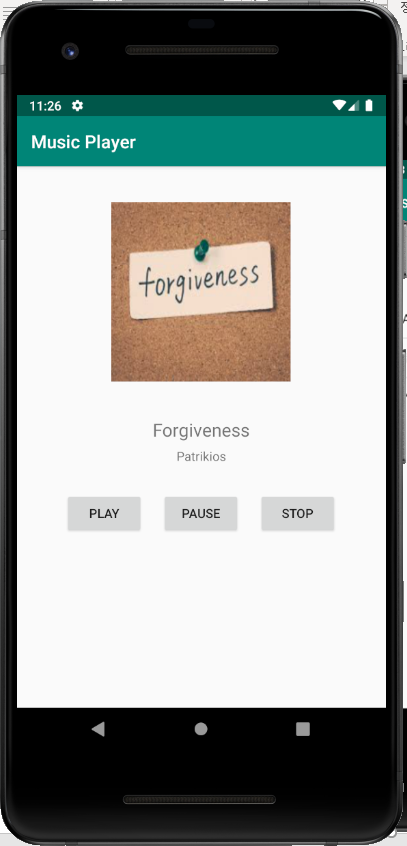 11:26
Music Player
forgiveness
Forgiveness
Patrikios
PLAY PAUSE STOP